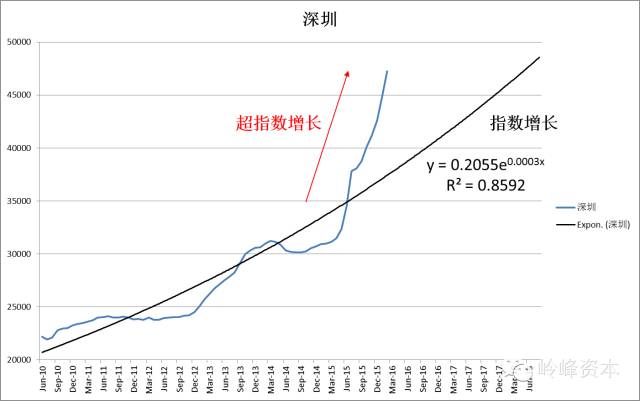 深圳
50000
45000
40000
35000
30000
25000
20000
超指数增长
指数增长
y = 0.2055e^0.0003x
R² = 0.8592
深圳
Expon. (深圳)
Jun-10
Sep-10
Dec-10
Mar-11
Jun-11
Sep-11
Dec-11
Mar-12
Jun-12
Sep-12
Dec-12
Mar-13
Jun-13
Sep-13
Dec-13
Mar-14
Jun-14
Sep-14
Dec-14
Mar-15
Jun-15
Sep-15
Dec-15
Mar-16
Jun-16
Sep-16
Dec-16
Mar-17
Jun-17
Sep-17
Dec-17
岭峰资本